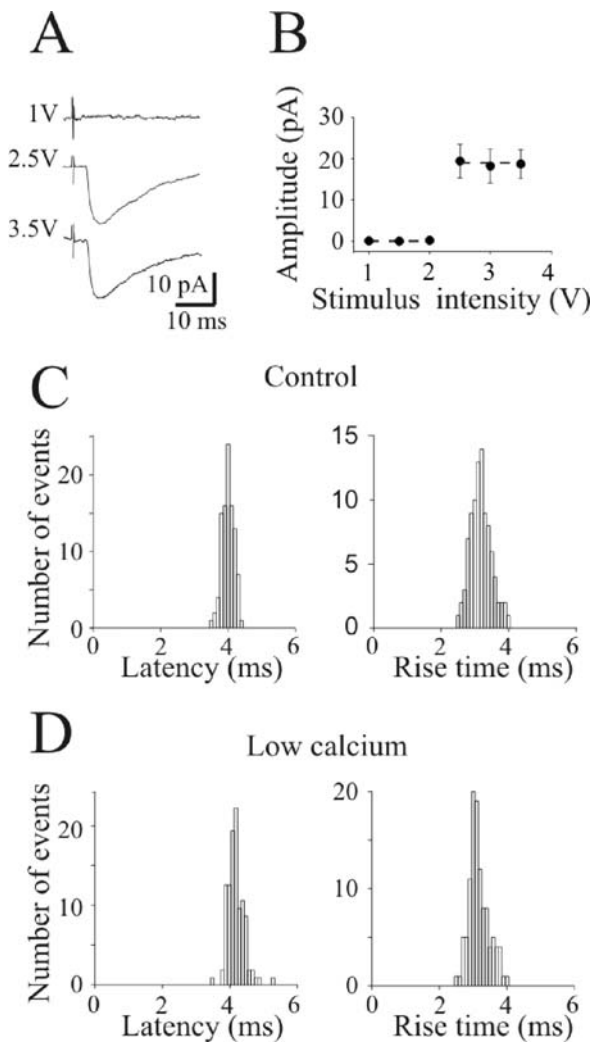 A
1V
2.5V
3.5V
10 pA
10 ms
B
Amplitude (pA)
30
20
10
0
1 2 3 4
Stimulus intensity (V)
C
Control
Number of events
20
10
0
0 2 4 6
Latency (ms)
15
10
5
0
0 2 4 6
Rise time (ms)
D
Low calcium
Number of events
20
10
0
0 2 4 6
Latency (ms)
20
10
0
0 2 4 6
Rise time (ms)